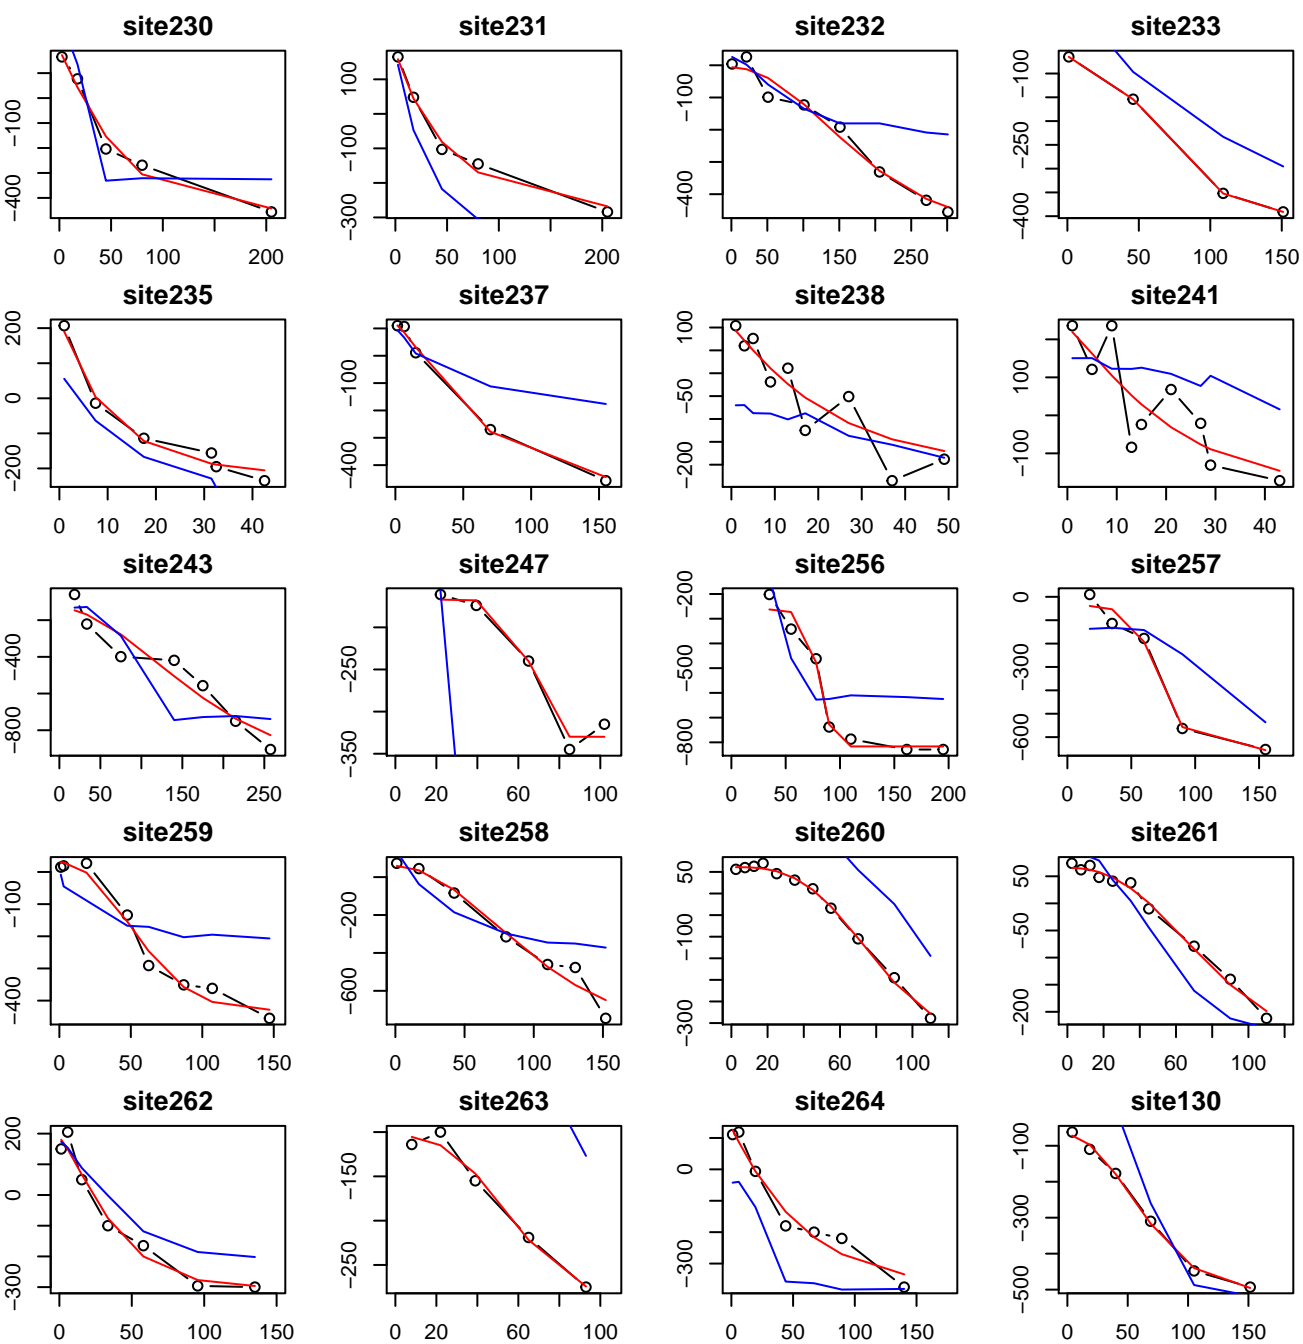 site230 site231 site232 site233
-100 -400 0 50 100 200
100 -100 -300 0 50 100 200
-100 -400 0 50 150 250
-100 -250 -400 0 50 100 150
site235 site237 site238 site241
200 0 -200 0 10 20 30 40
-100 -400 0 50 100 150
100 -50 -200 0 10 20 30 40 50
100 -100 0 10 20 30 40
site243 site247 site256 site257
-400 -800 0 50 150 250
-250 -350 0 20 60 100
-200 -500 -800 0 50 100 150 200
0 -300 -600 0 50 100 150
site259 site258 site260 site261
-100 -400 0 50 100 150
-200 -600 0 50 100 150
50 -100 -300 0 20 60 100
50 -50 -200 0 20 60 100
site262 site263 site264 site130
200 0 -300 0 50 100 150
-150 -250 0 20 60 100
0 -300 0 50 100 150
-100 -300 -500 0 50 100 150